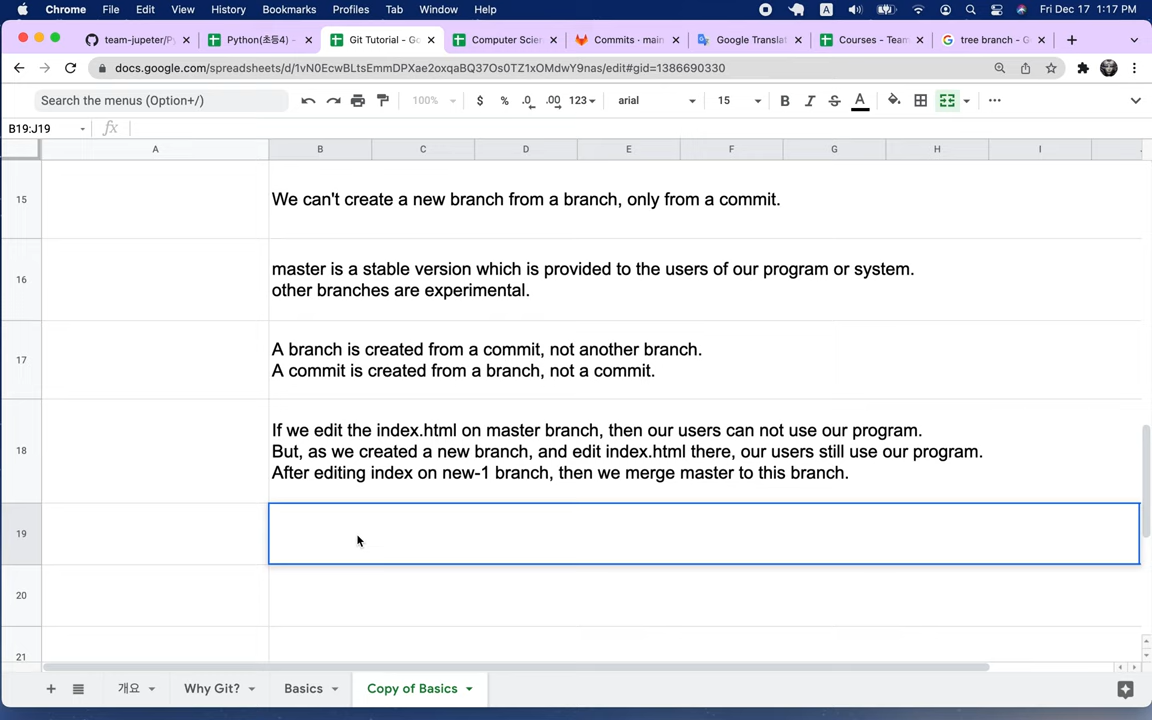 Chrome File Edit View History Bookmarks Profiles Tab Window Help A Fri Dec 17 1:17 PM
team-jupeter/Py Python(초등4) - Git Tutorial - Go Computer Scien Commits · main Google Translat Courses - Team tree branch - G
docs.google.com/spreadsheets/d/1vN0EcwBLtsEmmDPXae2oxqaBQ37Os0TZ1xOMdwY9nas/edit#gid=1386690330
Search the menus (Option+/) 100% $ % .0 .00 123 arial 15 B I S A
B19:J19 fx
A B C D E F G H I
15 We can't create a new branch from a branch, only from a commit.
16 master is a stable version which is provided to the users of our program or system.
other branches are experimental.
17 A branch is created from a commit, not another branch.
A commit is created from a branch, not a commit.
18 If we edit the index.html on master branch, then our users can not use our program.
But, as we created a new branch, and edit index.html there, our users still use our program.
After editing index on new-1 branch, then we merge master to this branch.
19
20
21
개요 Why Git? Basics Copy of Basics